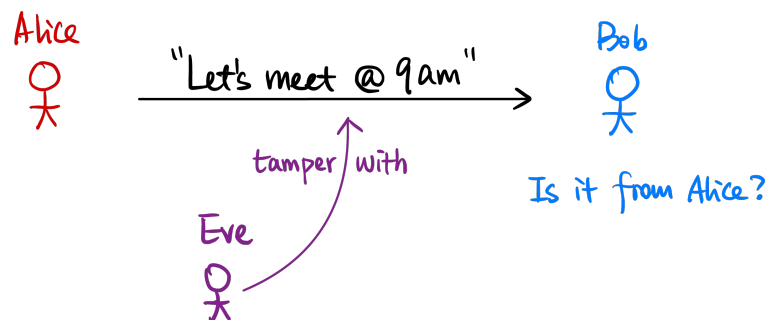 Alice
Bob
"Let's meet @ 9am"
tamper with
Is it from Alice?
Eve